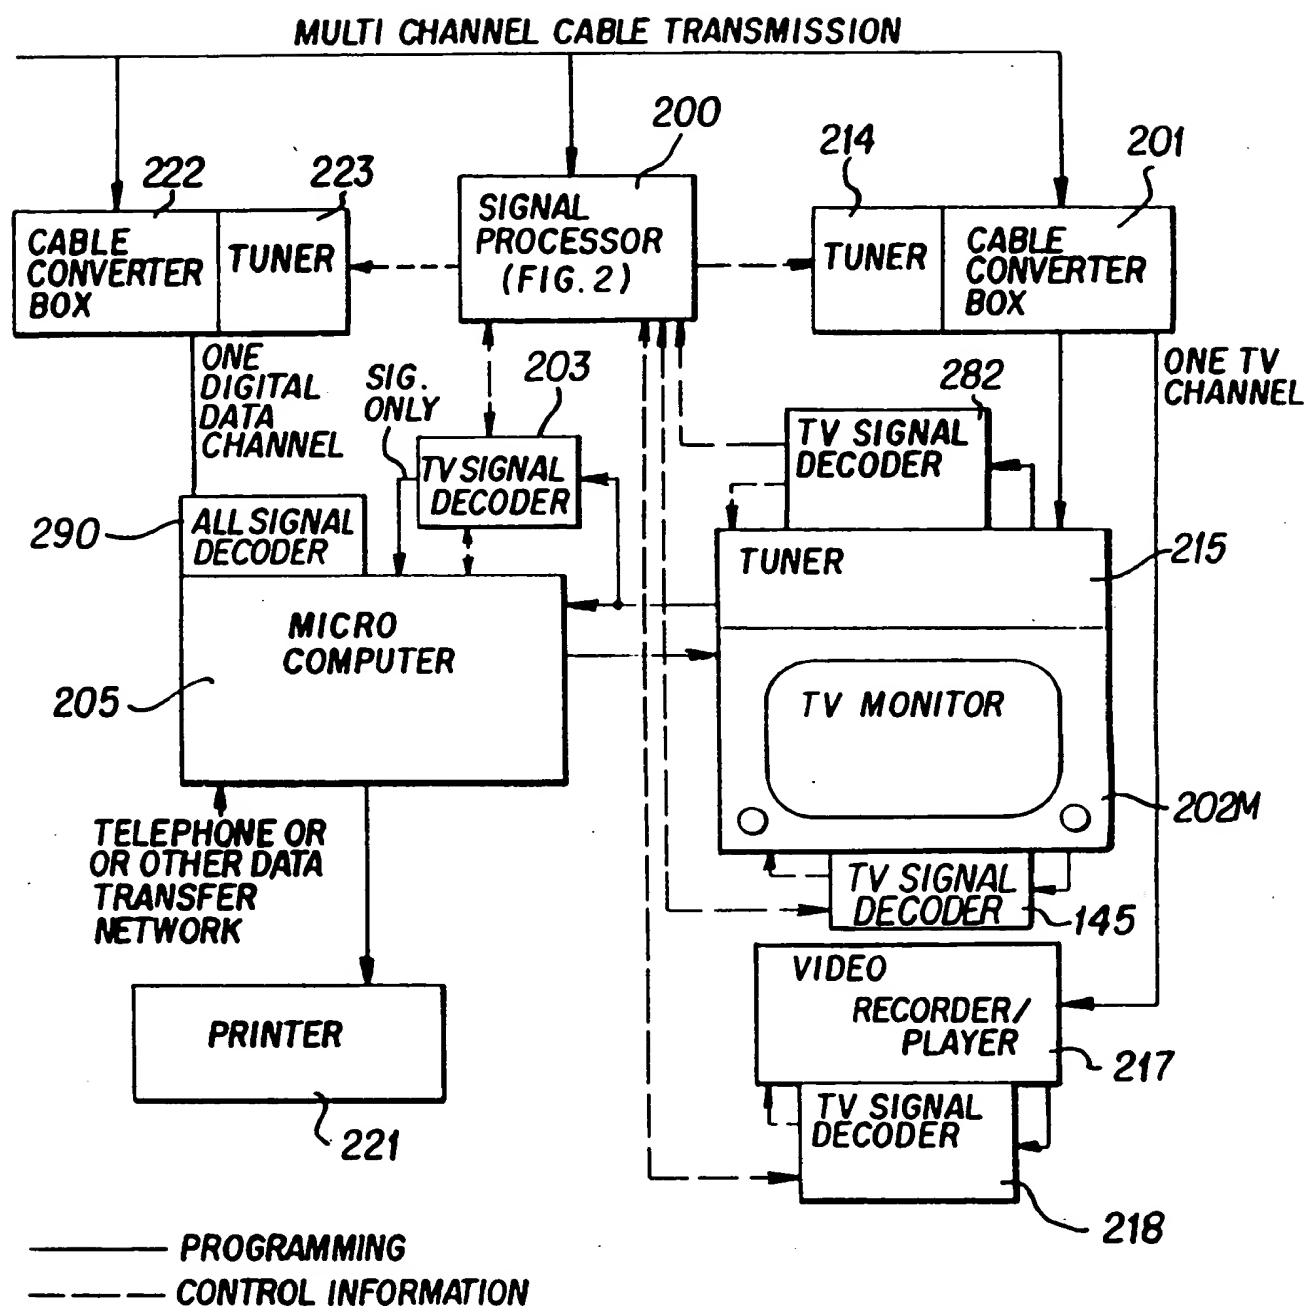 MULTI CHANNEL CABLE TRANSMISSION
200
214
201
222
223
CABLE
CONVERTER
BOX
TUNER
SIGNAL
PROCESSOR
(FIG. 2)
TUNER
CABLE
CONVERTER
BOX
ONE
DIGITAL
DATA
CHANNEL
SIG.
ONLY
203
282
ONE TV
CHANNEL
TV SIGNAL
DECODER
TV SIGNAL
DECODER
290
ALL SIGNAL
DECODER
TUNER
215
MICRO
COMPUTER
205
TV MONITOR
202M
TELEPHONE OR
OR OTHER DATA
TRANSFER
NETWORK
TV SIGNAL
DECODER
145
VIDEO
RECORDER/
PLAYER
217
PRINTER
221
TV SIGNAL
DECODER
218
PROGRAMMING
CONTROL INFORMATION